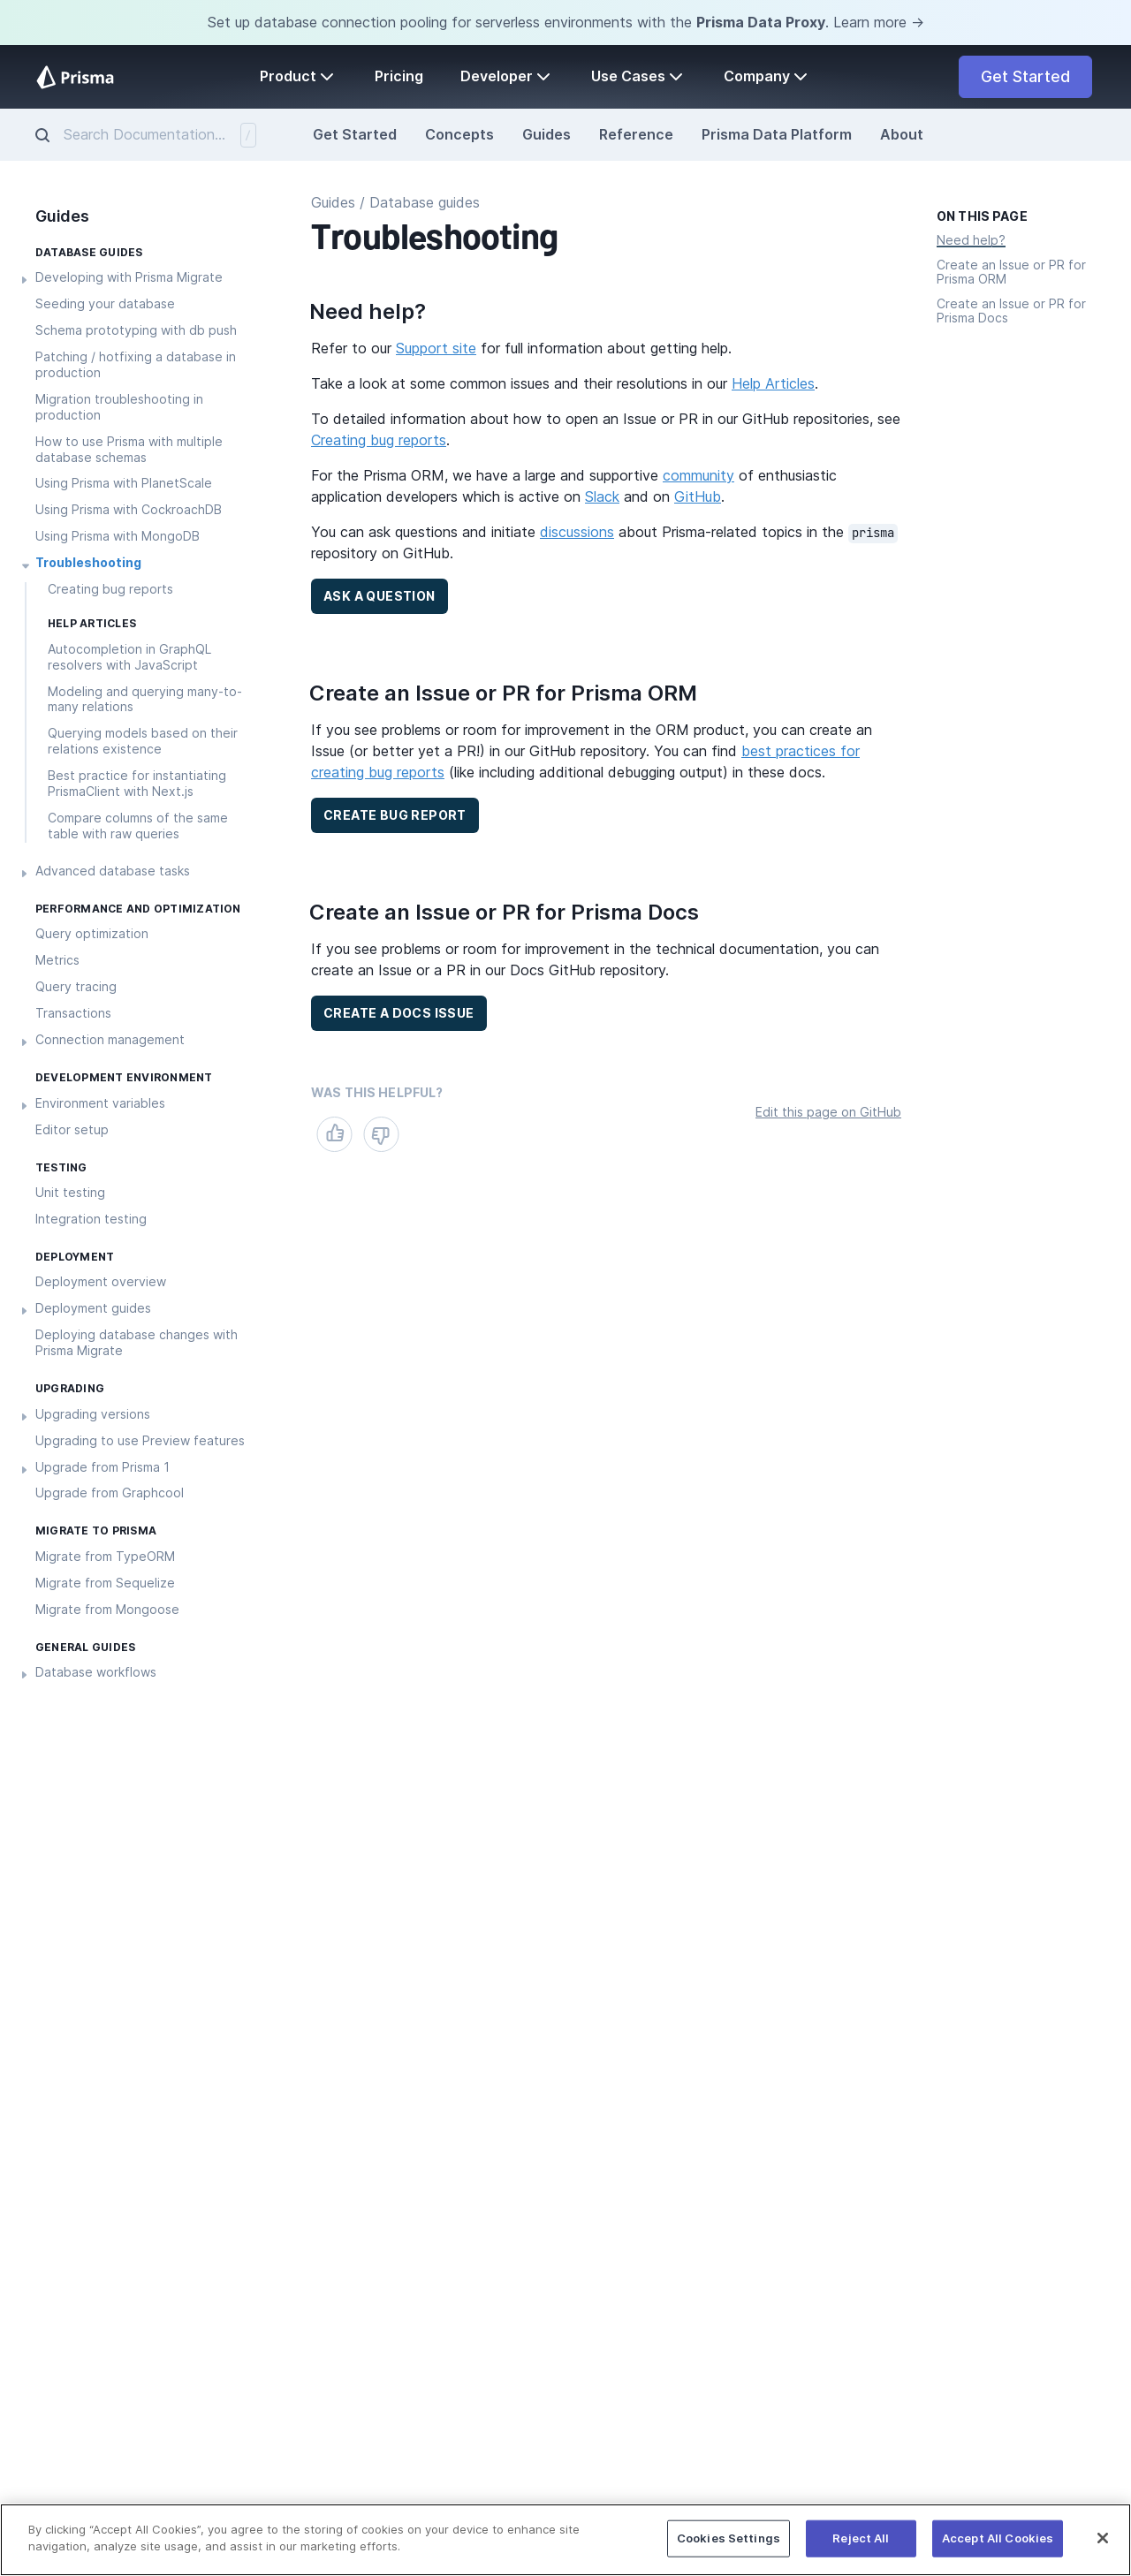 Set up database connection pooling for serverless environments with the Prisma Data Proxy. Learn more →
Prisma
Product
Pricing
Developer
Use Cases
Company
Get Started
Search Documentation...
/
Get Started
Concepts
Guides
Reference
Prisma Data Platform
About
Guides
DATABASE GUIDES
Developing with Prisma Migrate
Seeding your database
Schema prototyping with db push
Patching / hotfixing a database in
production
Migration troubleshooting in
production
How to use Prisma with multiple
database schemas
Using Prisma with PlanetScale
Using Prisma with CockroachDB
Using Prisma with MongoDB
Troubleshooting
Creating bug reports
HELP ARTICLES
Autocompletion in GraphQL
resolvers with JavaScript
Modeling and querying many-to-
many relations
Querying models based on their
relations existence
Best practice for instantiating
PrismaClient with Next.js
Compare columns of the same
table with raw queries
Advanced database tasks
PERFORMANCE AND OPTIMIZATION
Query optimization
Metrics
Query tracing
Transactions
Connection management
DEVELOPMENT ENVIRONMENT
Environment variables
Editor setup
TESTING
Unit testing
Integration testing
DEPLOYMENT
Deployment overview
Deployment guides
Deploying database changes with
Prisma Migrate
UPGRADING
Upgrading versions
Upgrading to use Preview features
Upgrade from Prisma 1
Upgrade from Graphcool
MIGRATE TO PRISMA
Migrate from TypeORM
Migrate from Sequelize
Migrate from Mongoose
GENERAL GUIDES
Database workflows
Guides / Database guides
Troubleshooting
Need help?
Refer to our Support site for full information about getting help.
Take a look at some common issues and their resolutions in our Help Articles.
To detailed information about how to open an Issue or PR in our GitHub repositories, see
Creating bug reports.
For the Prisma ORM, we have a large and supportive community of enthusiastic
application developers which is active on Slack and on GitHub.
You can ask questions and initiate discussions about Prisma-related topics in the prisma
repository on GitHub.
ASK A QUESTION
Create an Issue or PR for Prisma ORM
If you see problems or room for improvement in the ORM product, you can create an
Issue (or better yet a PR!) in our GitHub repository. You can find best practices for
creating bug reports (like including additional debugging output) in these docs.
CREATE BUG REPORT
Create an Issue or PR for Prisma Docs
If you see problems or room for improvement in the technical documentation, you can
create an Issue or a PR in our Docs GitHub repository.
CREATE A DOCS ISSUE
WAS THIS HELPFUL?
Edit this page on GitHub
ON THIS PAGE
Need help?
Create an Issue or PR for
Prisma ORM
Create an Issue or PR for
Prisma Docs
By clicking “Accept All Cookies”, you agree to the storing of cookies on your device to enhance site
navigation, analyze site usage, and assist in our marketing efforts.
Cookies Settings
Reject All
Accept All Cookies